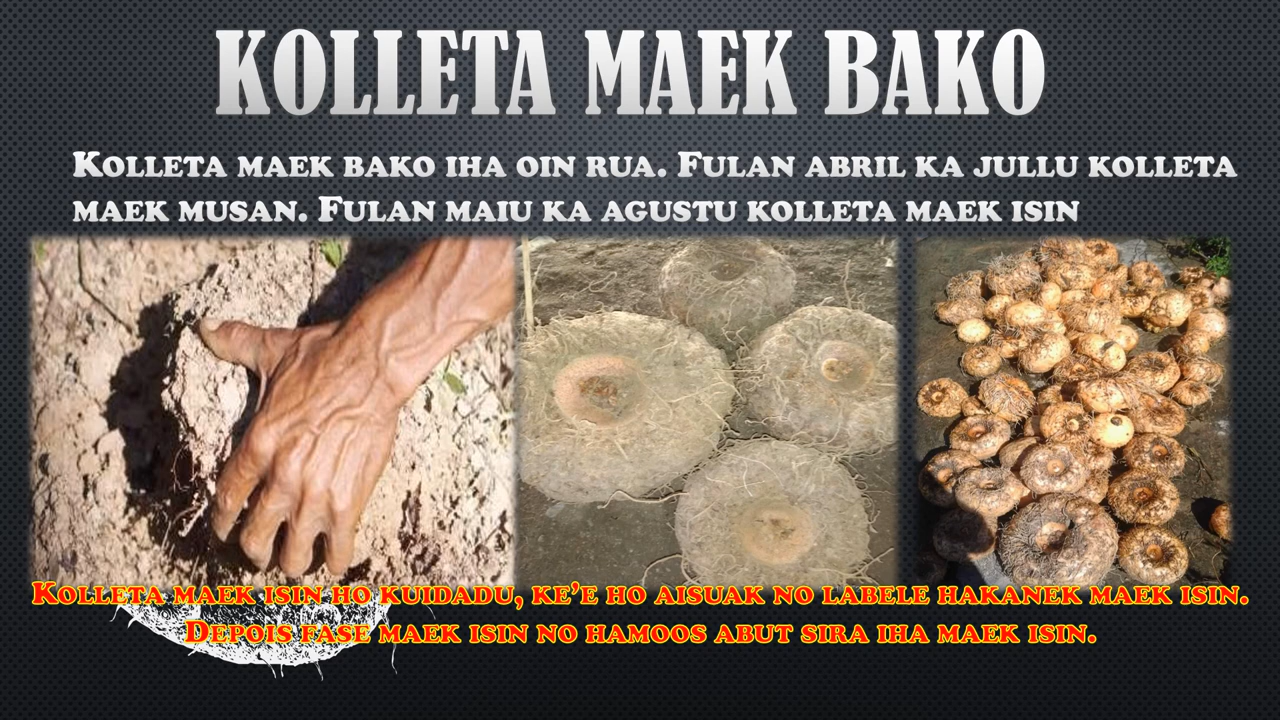 KOLLETA MAEK BAKO
KOLLETA MAEK BAKO IHA OIN RUA. FULAN ABRIL KA JULLU KOLLETA
MAEK MUSAN. FULAN MAIU KA AGUSTU KOLLETA MAEK ISIN
KOLLETA MAEK ISIN HO KUIDADU, KE’E HO AISUAK NO LABELE HAKANEK MAEK ISIN.
DEPOIS FASE MAEK ISIN NO HAMOOS ABUT SIRA IHA MAEK ISIN.